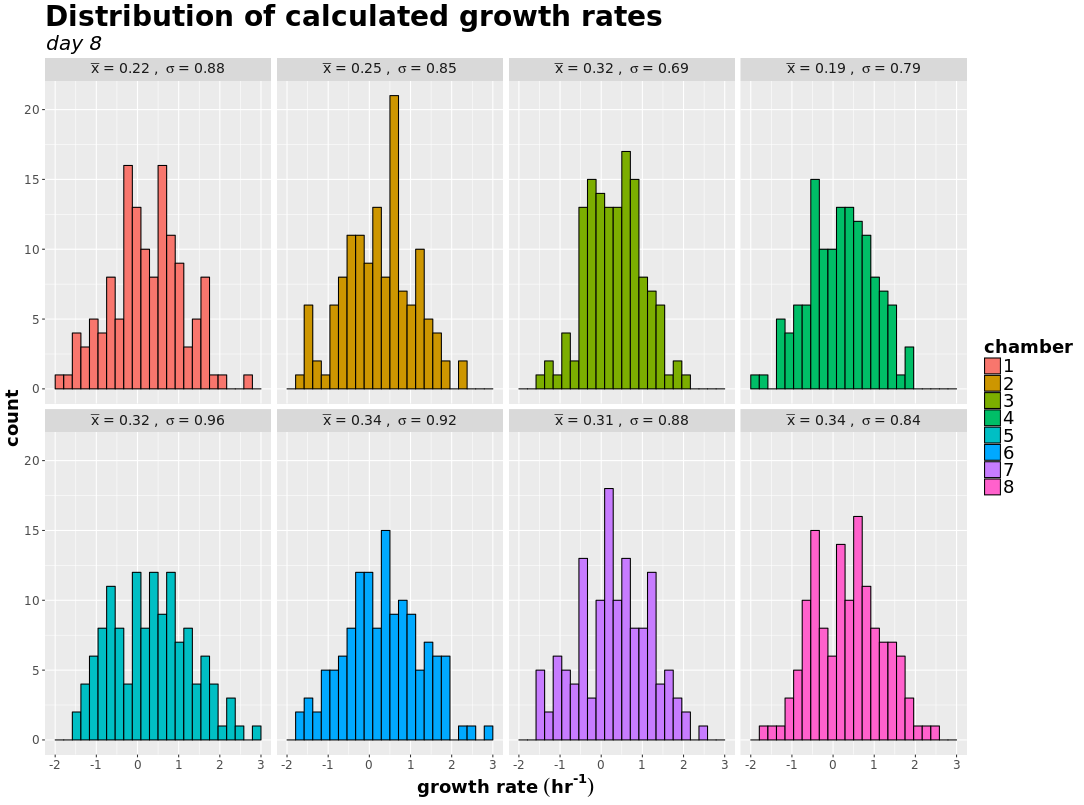 Distribution of calculated growth rates
day 8
x̅ = 0.22 , σ = 0.88
x̅ = 0.25 , σ = 0.85
x̅ = 0.32 , σ = 0.69
x̅ = 0.19 , σ = 0.79
20
15
10
5
0
x̅ = 0.32 , σ = 0.96
x̅ = 0.34 , σ = 0.92
x̅ = 0.31 , σ = 0.88
x̅ = 0.34 , σ = 0.84
20
15
10
5
0
-2 -1 0 1 2 3
-2 -1 0 1 2 3
-2 -1 0 1 2 3
-2 -1 0 1 2 3
count
growth rate (hr⁻¹)
chamber
1
2
3
4
5
6
7
8